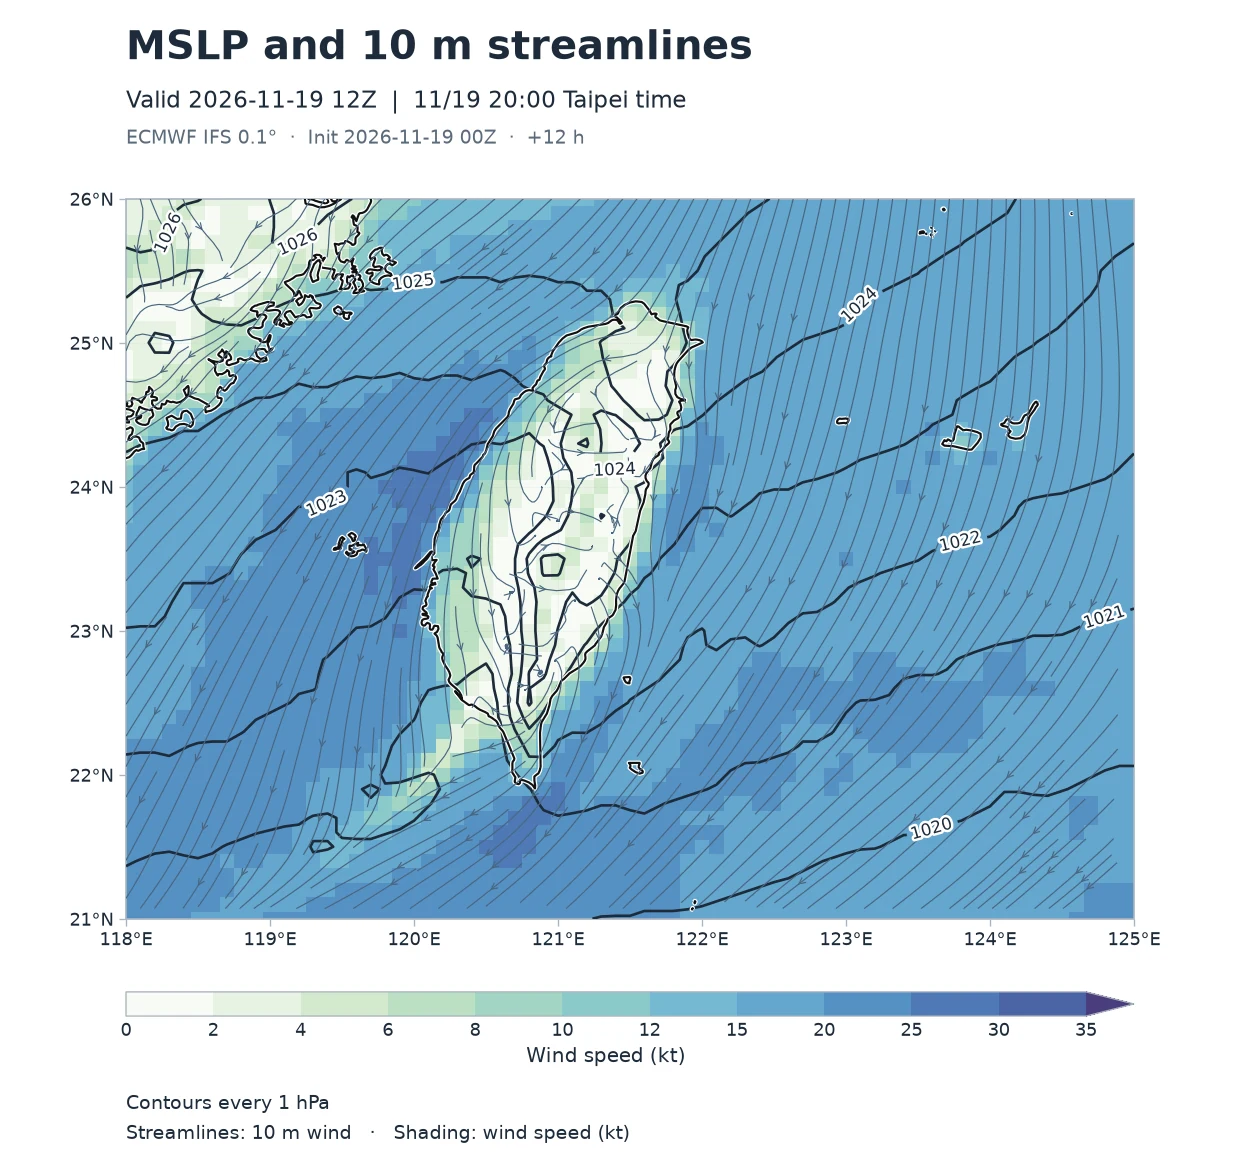 MSLP and 10 m streamlines
Valid 2026-11-19 12Z | 11/19 20:00 Taipei time
ECMWF IFS 0.1° · Init 2026-11-19 00Z · +12 h
26°N
25°N
24°N
23°N
22°N
21°N
1026
1026
1025
1024
1024
1023
1022
1021
1020
118°E 119°E 120°E 121°E 122°E 123°E 124°E 125°E
0 2 4 6 8 10 12 15 20 25 30 35
Wind speed (kt)
Contours every 1 hPa
Streamlines: 10 m wind · Shading: wind speed (kt)